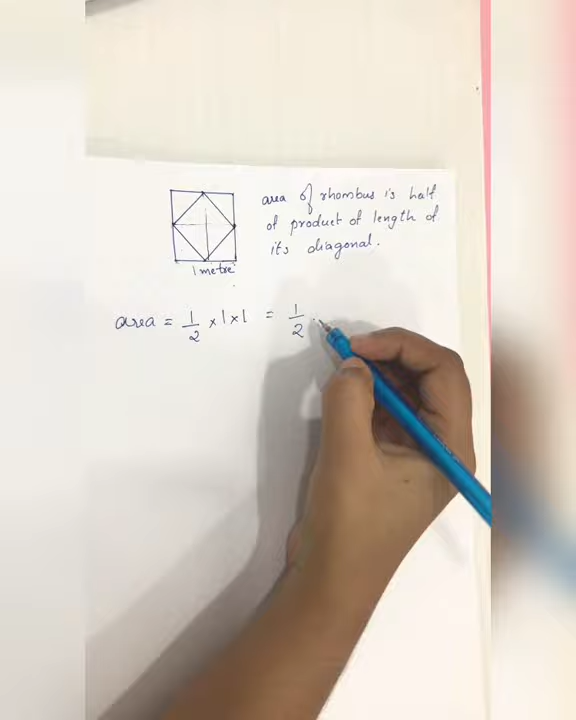 area of rhombus is half
of product of length of
its diagonal.
1 metre
area = 1/2 × 1 × 1 = 1/2